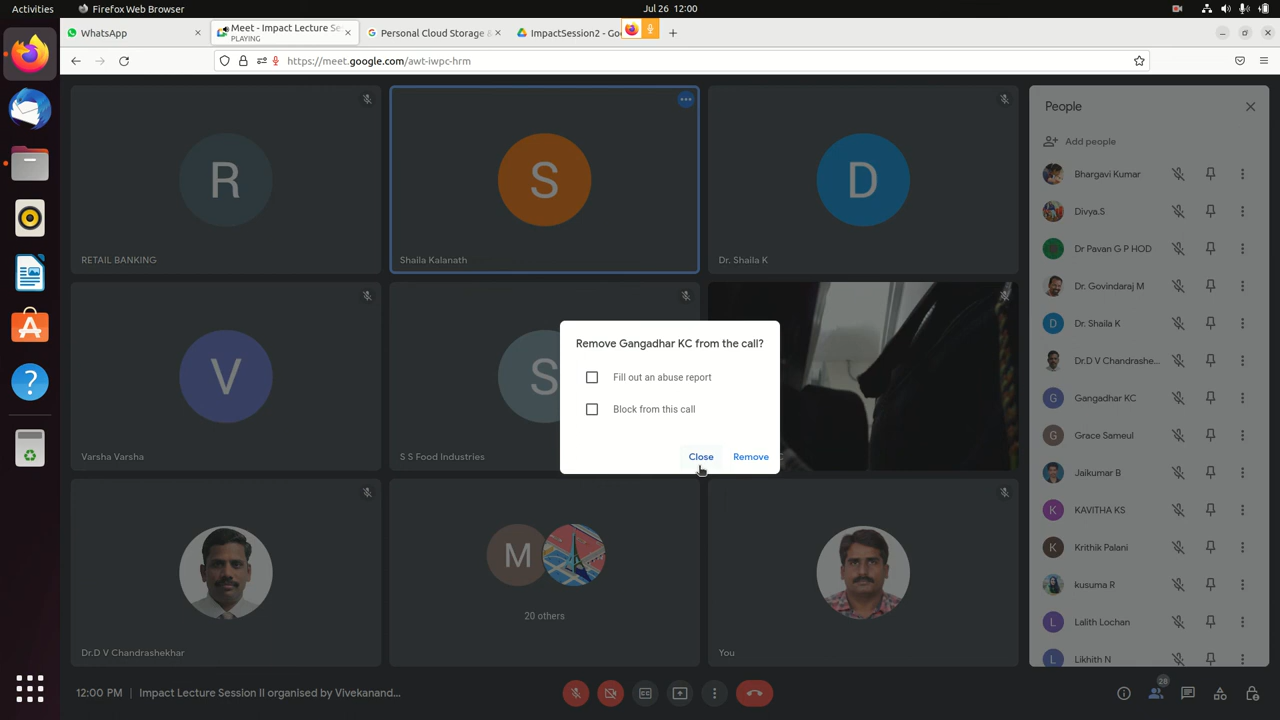 Activities
Firefox Web Browser
Jul 26 12:00
WhatsApp
Meet - Impact Lecture Se
PLAYING
Personal Cloud Storage &
ImpactSession2 - Go
https://meet.google.com/awt-iwpc-hrm
R
RETAIL BANKING
S
Shaila Kalanath
D
Dr. Shaila K
V
Varsha Varsha
S
S S Food Industries
Dr.D V Chandrashekhar
M
20 others
You
Remove Gangadhar KC from the call?
Fill out an abuse report
Block from this call
Close
Remove
People
Add people
Bhargavi Kumar
Divya.S
Dr Pavan G P HOD
Dr. Govindaraj M
D
Dr. Shaila K
Dr.D V Chandrashe...
G
Gangadhar KC
G
Grace Sameul
Jaikumar B
K
KAVITHA KS
K
Krithik Palani
kusuma R
L
Lalith Lochan
L
Likhith N
12:00 PM | Impact Lecture Session II organised by Vivekanand...
28